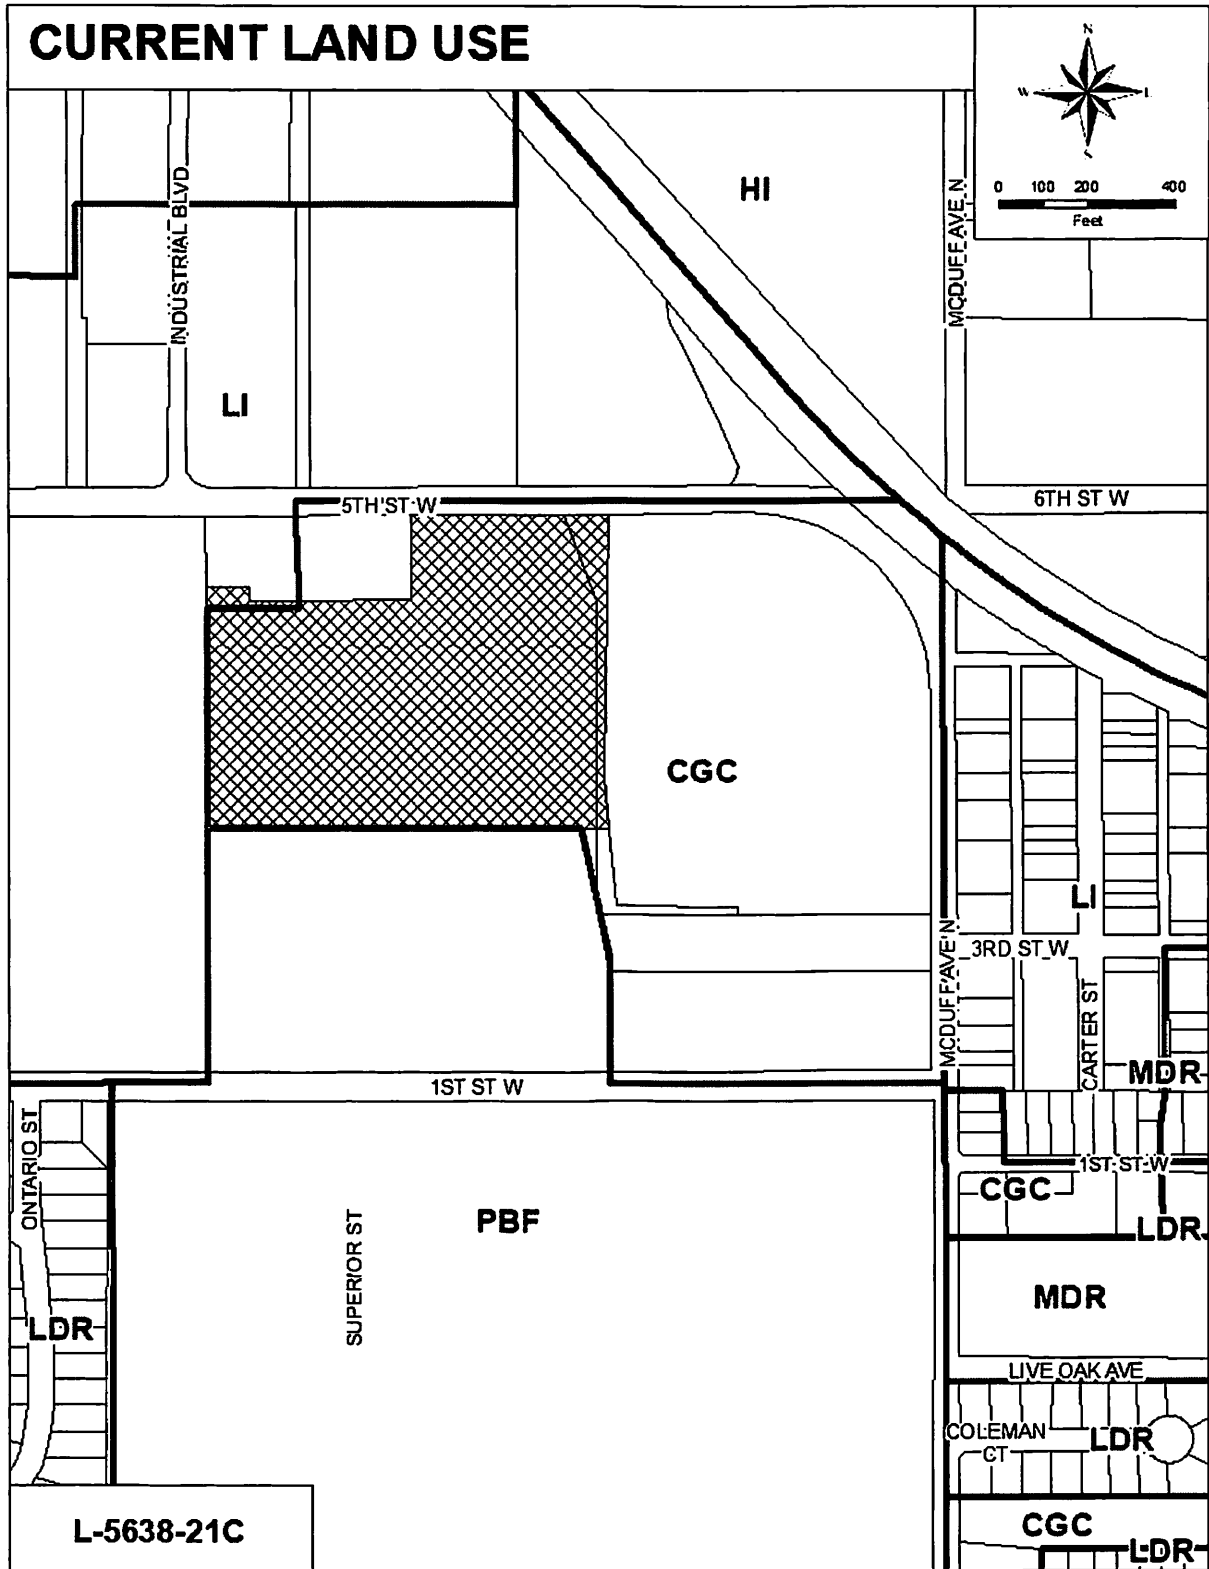 CURRENT LAND USE
N
W
S
0 100 200 400
Feet
HI
INDUSTRIAL BLVD
MCDUFF AVE N
LI
5TH ST W
6TH ST W
CGC
LI
3RD ST W
MCDUFF AVE N
CARTER ST
MDR
1ST ST W
ONTARIO ST
1ST ST W
CGC
PBF
SUPERIOR ST
LDR
MDR
LDR
LIVE OAK AVE
COLEMAN
CT
LDR
CGC
LDR
L-5638-21C